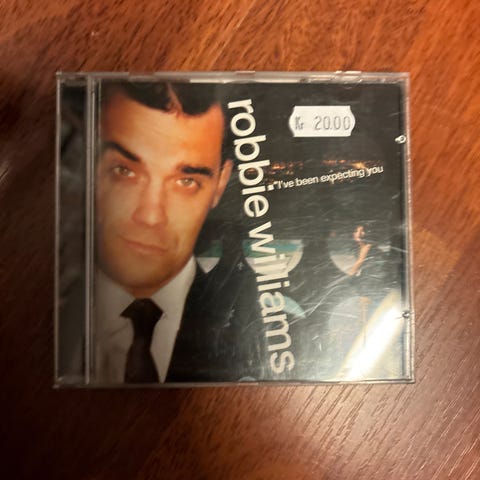 robbie williams
"I've been expecting you
Kr 20.00